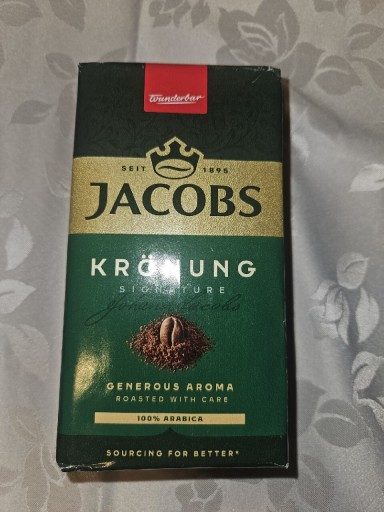 Wunderbar
SEIT 1895
JACOBS
KRÖNUNG
SIGNATURE
GENEROUS AROMA
ROASTED WITH CARE
100% ARABICA
SOURCING FOR BETTER*